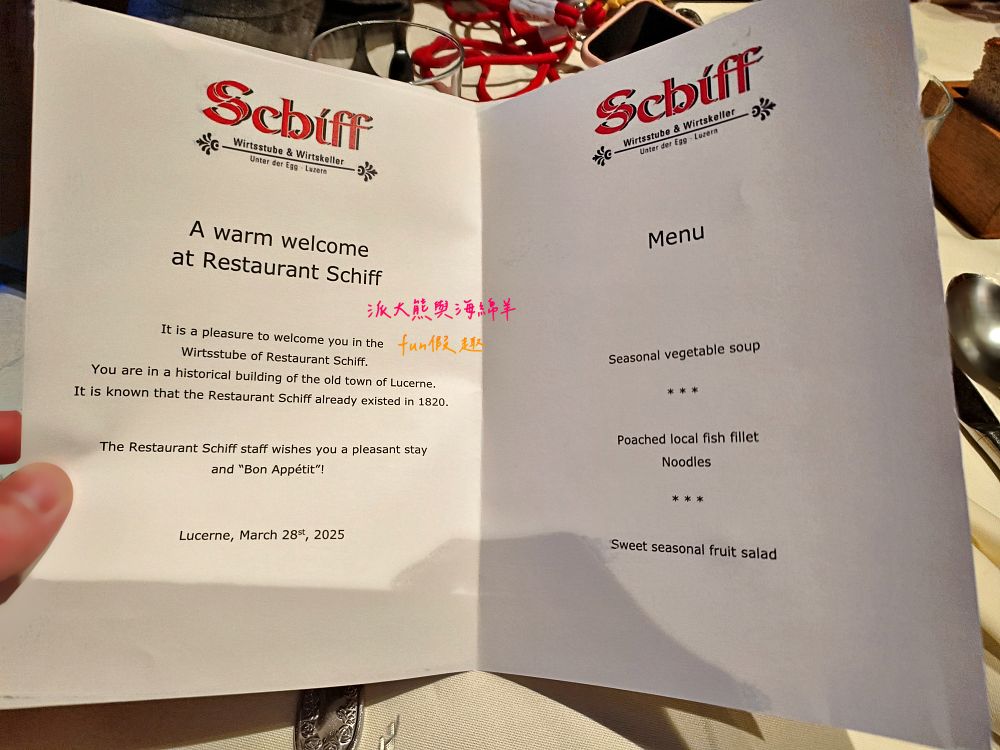 Schiff
Wirtsstube & Wirtskeller
Unter der Egg - Luzern
A warm welcome
at Restaurant Schiff
It is a pleasure to welcome you in the
Wirtsstube of Restaurant Schiff.
You are in a historical building of the old town of Lucerne.
It is known that the Restaurant Schiff already existed in 1820.
The Restaurant Schiff staff wishes you a pleasant stay
and “Bon Appétit”!
Lucerne, March 28st, 2025
派大熊與海綿羊
fun假趣
Schiff
Wirtsstube & Wirtskeller
Unter der Egg - Luzern
Menu
Seasonal vegetable soup
* * *
Poached local fish fillet
Noodles
* * *
Sweet seasonal fruit salad